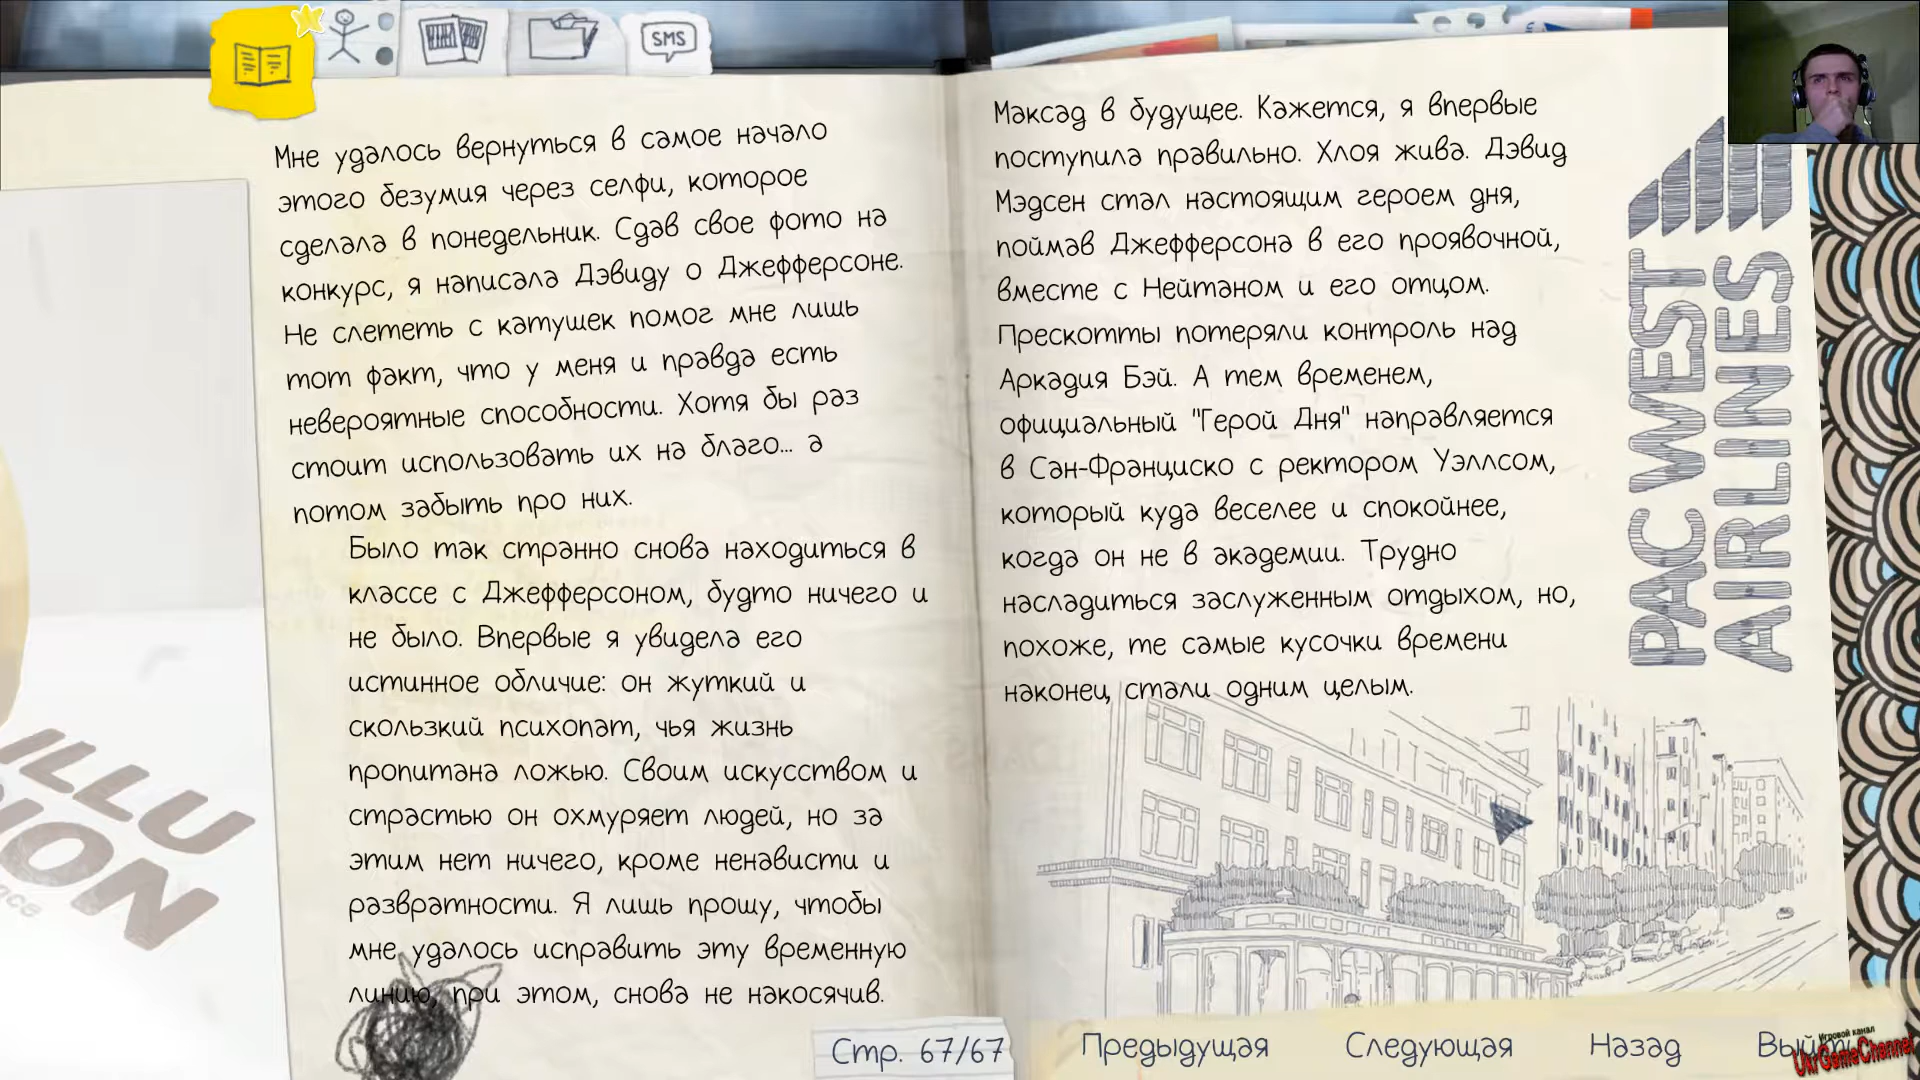 SMS
Мне удалось вернуться в самое начало
этого безумия через селфи, которое
сделала в понедельник. Сдав свое фото на
конкурс, я написала Дэвиду о Джефферсоне.
Не слететь с катушек помог мне лишь
тот факт, что у меня и правда есть
невероятные способности. Хотя бы раз
стоит использовать их на благо... а
потом забыть про них.
Было так странно снова находиться в
классе с Джефферсоном, будто ничего и
не было. Впервые я увидела его
истинное обличие: он жуткий и
скользкий психопат, чья жизнь
пропитана ложью. Своим искусством и
страстью он охмуряет людей, но за
этим нет ничего, кроме ненависти и
развратности. Я лишь прошу, чтобы
мне удалось исправить эту временную
линию, при этом, снова не накосячив.
Максад в будущее. Кажется, я впервые
поступила правильно. Хлоя жива. Дэвид
Мэдсен стал настоящим героем дня,
поймав Джефферсона в его проявочной,
вместе с Нейтаном и его отцом.
Прескотты потеряли контроль над
Аркадия Бэй. А тем временем,
официальный "Герой Дня" направляется
в Сан-Франциско с ректором Уэллсом,
который куда веселее и спокойнее,
когда он не в академии. Трудно
насладиться заслуженным отдыхом, но,
похоже, те самые кусочки времени
наконец стали одним целым.
PAC WEST
AIRLINES
ILLU
Стр. 67/67
Предыдущая
Следующая
Назад
Игровой канал
UkrGameChannel